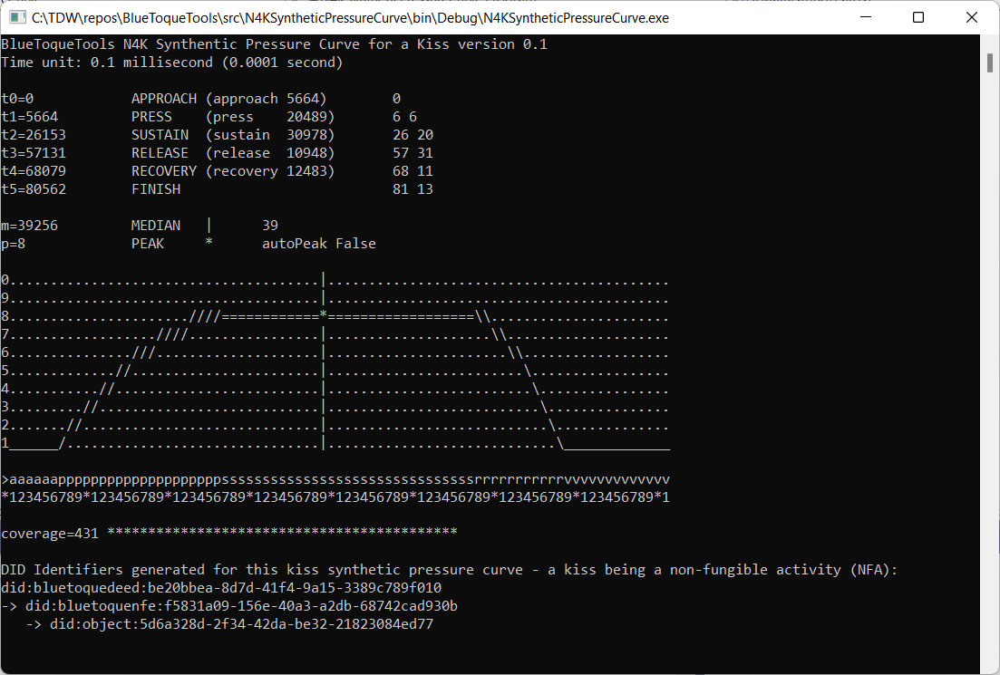 C:\TDW\repos\BlueToqueTools\src\N4KSyntheticPressureCurve\bin\Debug\N4KSyntheticPressureCurve.exe
BlueToqueTools N4K Synthentic Pressure Curve for a Kiss version 0.1
Time unit: 0.1 millisecond (0.0001 second)
t0=0            APPROACH (approach 5664)        0
t1=5664         PRESS    (press    20489)       6 6
t2=26153        SUSTAIN  (sustain  30978)       26 20
t3=57131        RELEASE  (release  10948)       57 31
t4=68079        RECOVERY (recovery 12483)       68 11
t5=80562        FINISH                          81 13
m=39256         MEDIAN   |      39
p=8             PEAK     *      autoPeak False
0......................................|..........................................
9......................................|..........................................
8......................////============*==================\\......................
7..................////................|....................\\....................
6...............///....................|......................\\..................
5.............//.......................|........................\.................
4...........//.........................|.........................\................
3.........//...........................|..........................\...............
2.......//.............................|...........................\..............
1______/...............................|............................\_____________
>aaaaaappppppppppppppppppppsssssssssssssssssssssssssssssssrrrrrrrrrrrvvvvvvvvvvvvv
*123456789*123456789*123456789*123456789*123456789*123456789*123456789*123456789*1
coverage=431 *******************************************
DID Identifiers generated for this kiss synthetic pressure curve - a kiss being a non-fungible activity (NFA):
did:bluetoquedeed:be20bbea-8d7d-41f4-9a15-3389c789f010
-> did:bluetoquenfe:f5831a09-156e-40a3-a2db-68742cad930b
   -> did:object:5d6a328d-2f34-42da-be32-21823084ed77